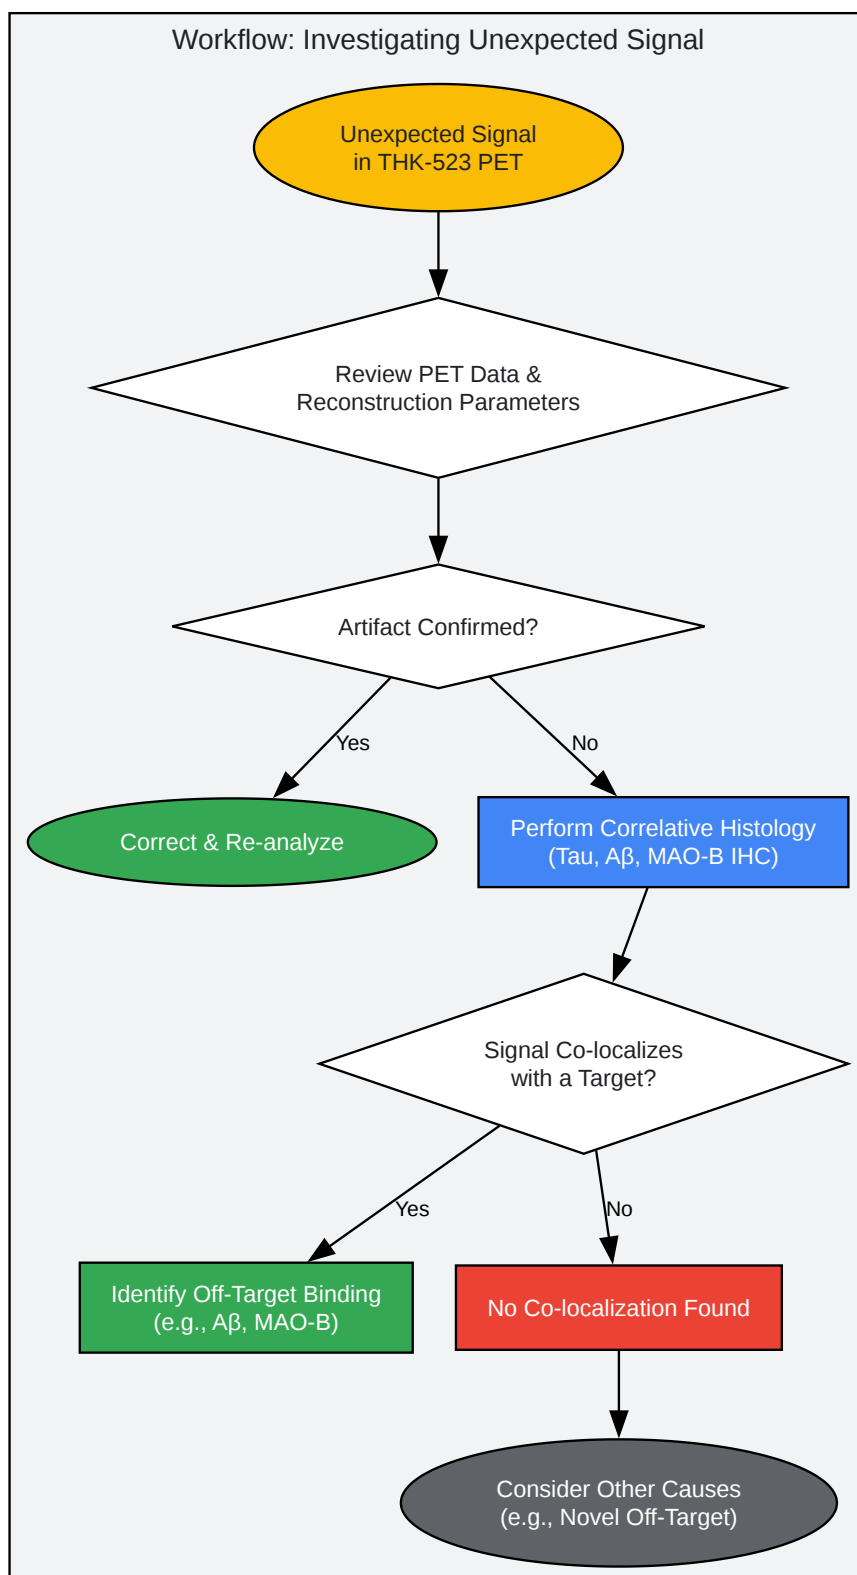 Workflow: Investigating Unexpected Signal
Unexpected Signal
in THK-523 PET
Review PET Data &
Reconstruction Parameters
Artifact Confirmed?
Yes
No
Correct & Re-analyze
Perform Correlative Histology
(Tau, Aβ, MAO-B IHC)
Signal Co-localizes
with a Target?
Yes
No
Identify Off-Target Binding
(e.g., Aβ, MAO-B)
No Co-localization Found
Consider Other Causes
(e.g., Novel Off-Target)